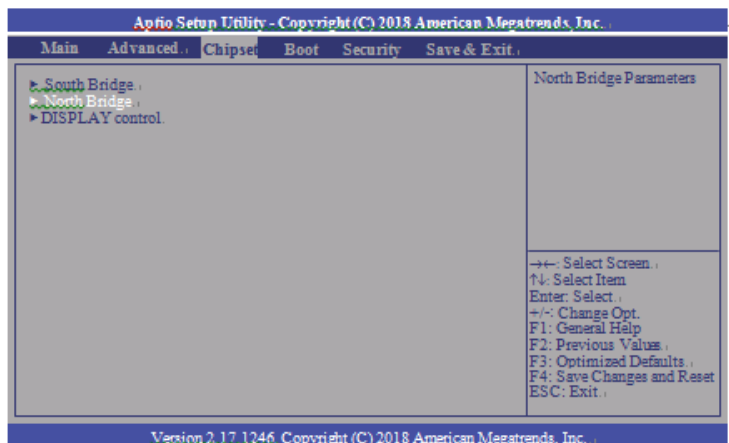 Aptio Setup Utility - Copyright (C) 2018 American Megatrends, Inc.
Main Advanced Chipset Boot Security Save & Exit
► South Bridge
► North Bridge
► DISPLAY control
North Bridge Parameters
→←: Select Screen
↑↓: Select Item
Enter: Select
+/-: Change Opt.
F1: General Help
F2: Previous Values
F3: Optimized Defaults
F4: Save Changes and Reset
ESC: Exit
Version 2.17.1246. Copyright (C) 2018 American Megatrends, Inc.